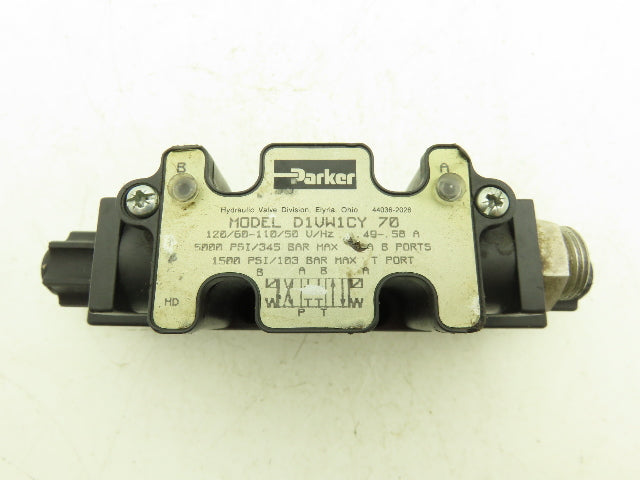 B
Parker
A
Hydraulic Valve Division, Elyria, Ohio 44036-2026
MODEL D1VW1CY 70
120/60-110/50 V/Hz .49-.58 A
5000 PSI/345 BAR MAX A B PORTS
1500 PSI/103 BAR MAX T PORT
B A B A
HD
P T